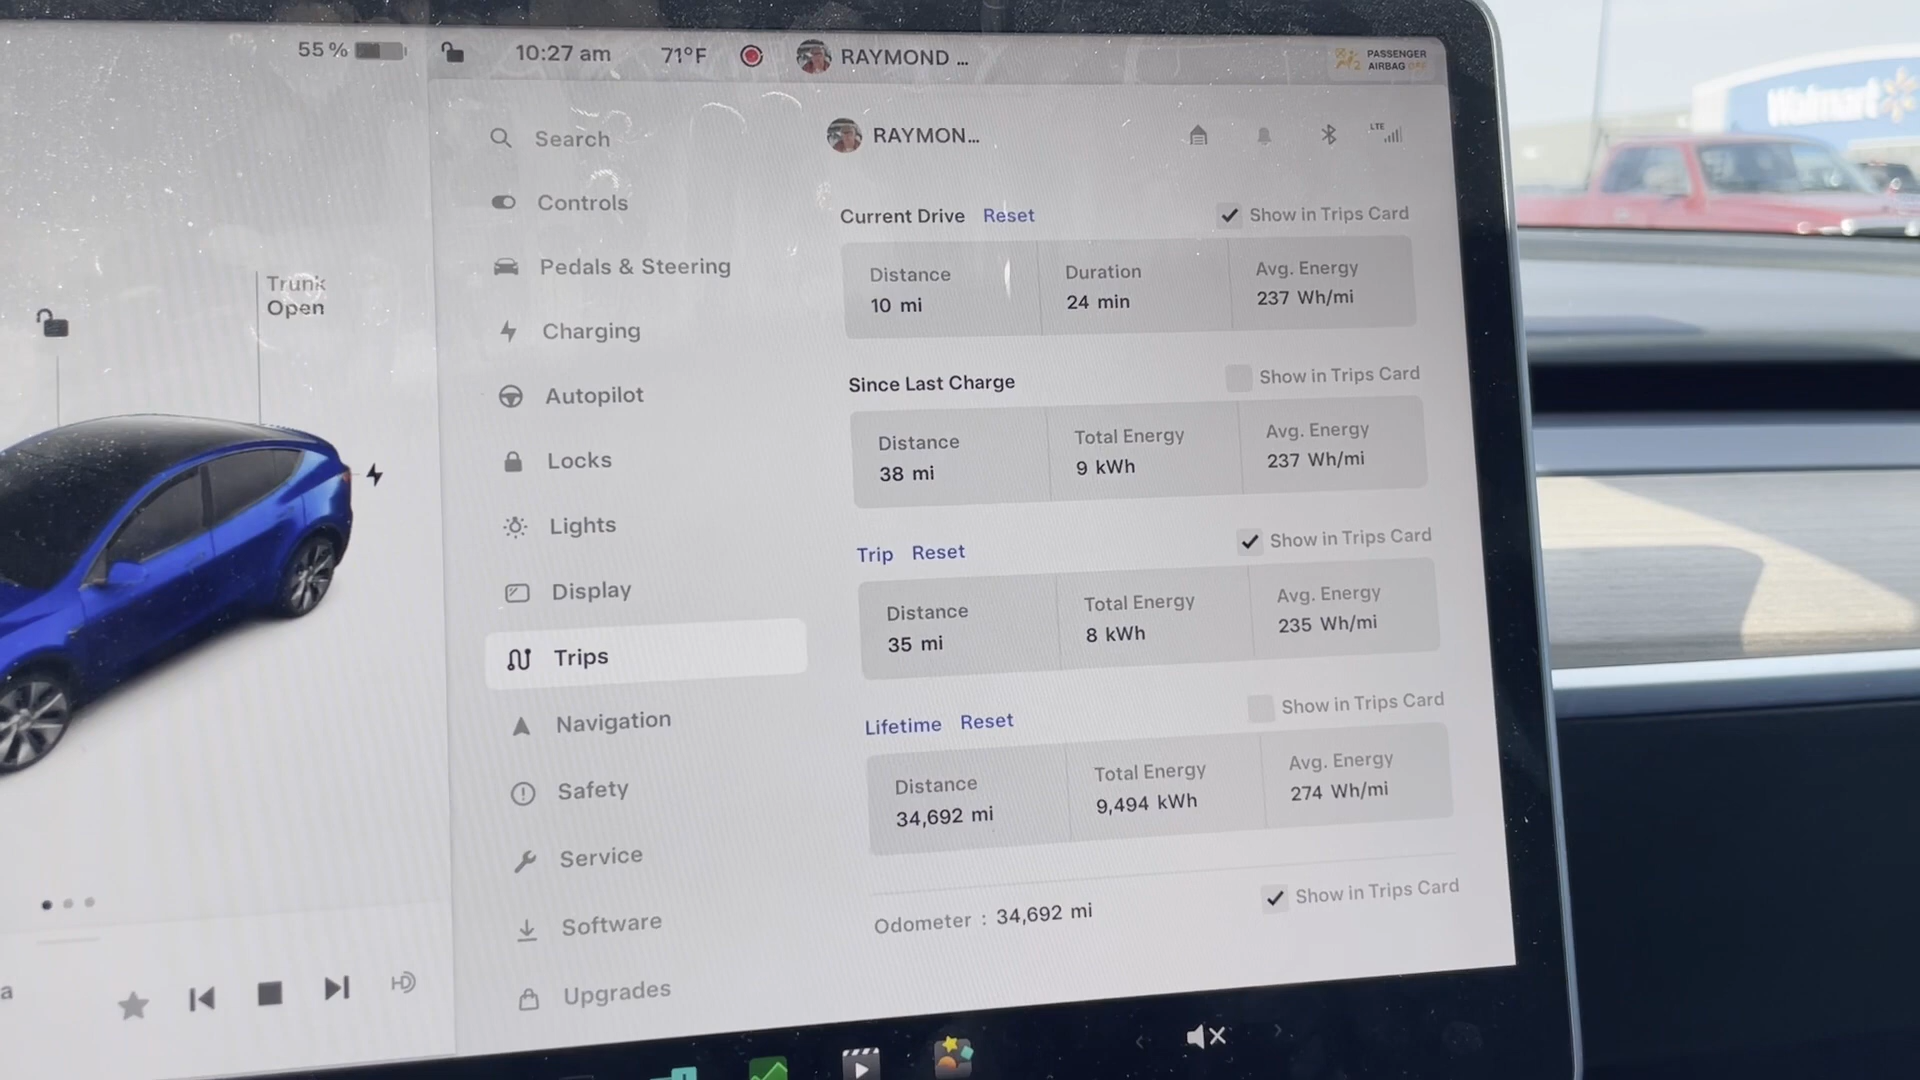 55 %
10:27 am
71°F
RAYMOND ...
PASSENGER
AIRBAG OFF
Walmart
Search
RAYMON...
LTE
Controls
Pedals & Steering
Charging
Autopilot
Locks
Lights
Display
Trips
Navigation
Safety
Service
Software
Upgrades
Trunk
Open
Current Drive Reset
Show in Trips Card
Distance
10 mi
Duration
24 min
Avg. Energy
237 Wh/mi
Since Last Charge
Show in Trips Card
Distance
38 mi
Total Energy
9 kWh
Avg. Energy
237 Wh/mi
Trip Reset
Show in Trips Card
Distance
35 mi
Total Energy
8 kWh
Avg. Energy
235 Wh/mi
Lifetime Reset
Show in Trips Card
Distance
34,692 mi
Total Energy
9,494 kWh
Avg. Energy
274 Wh/mi
Odometer : 34,692 mi
Show in Trips Card
a
HD